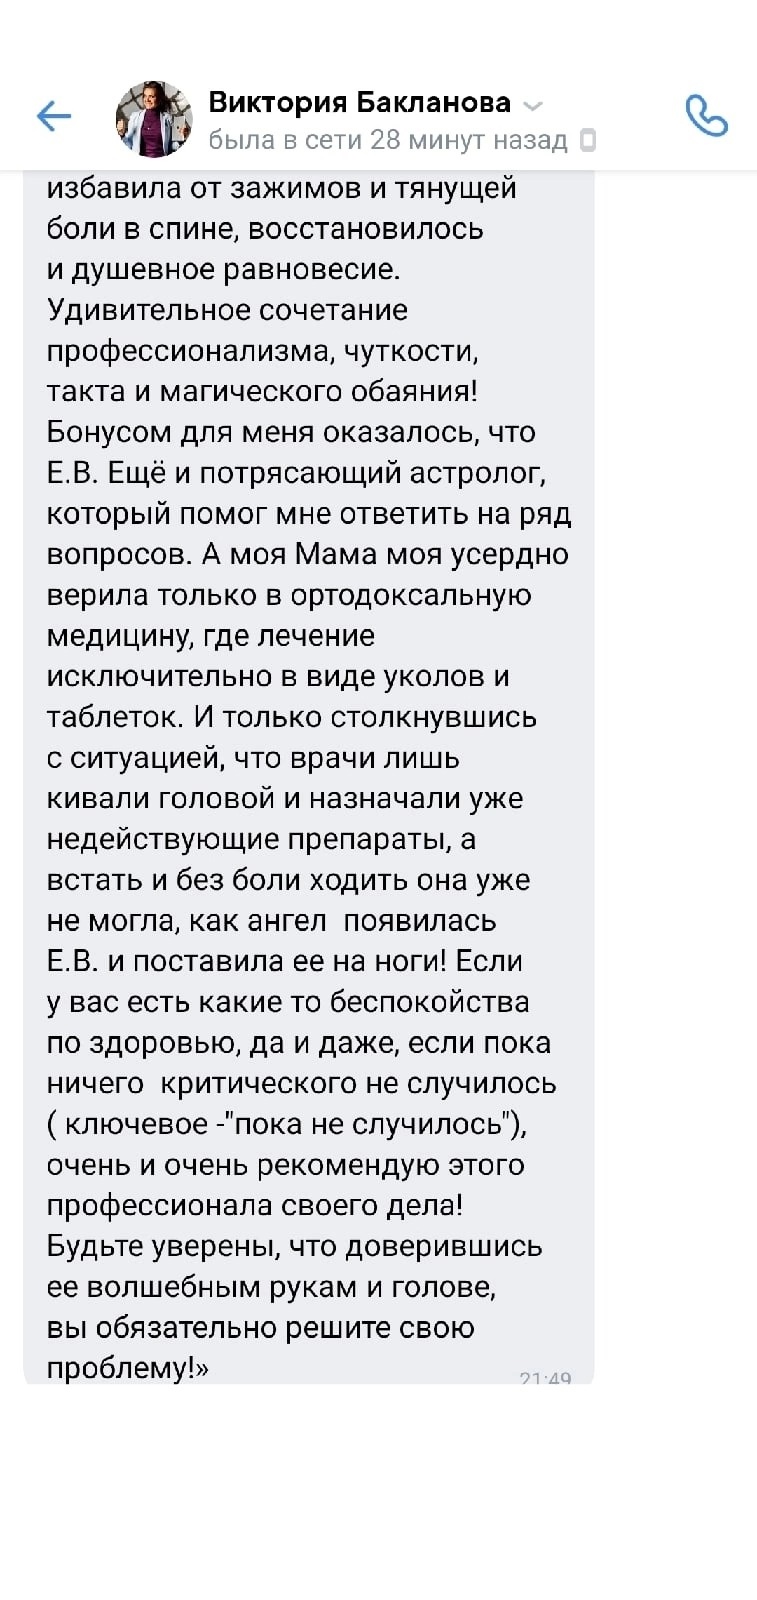 Виктория Бакланова
была в сети 28 минут назад
избавила от зажимов и тянущей
боли в спине, восстановилось
и душевное равновесие.
Удивительное сочетание
профессионализма, чуткости,
такта и магического обаяния!
Бонусом для меня оказалось, что
Е.В. Ещё и потрясающий астролог,
который помог мне ответить на ряд
вопросов. А моя Мама моя усердно
верила только в ортодоксальную
медицину, где лечение
исключительно в виде уколов и
таблеток. И только столкнувшись
с ситуацией, что врачи лишь
кивали головой и назначали уже
недействующие препараты, а
встать и без боли ходить она уже
не могла, как ангел  появилась
Е.В. и поставила ее на ноги! Если
у вас есть какие то беспокойства
по здоровью, да и даже, если пока
ничего  критического не случилось
( ключевое -"пока не случилось"),
очень и очень рекомендую этого
профессионала своего дела!
Будьте уверены, что доверившись
ее волшебным рукам и голове,
вы обязательно решите свою
проблему!»
21:49